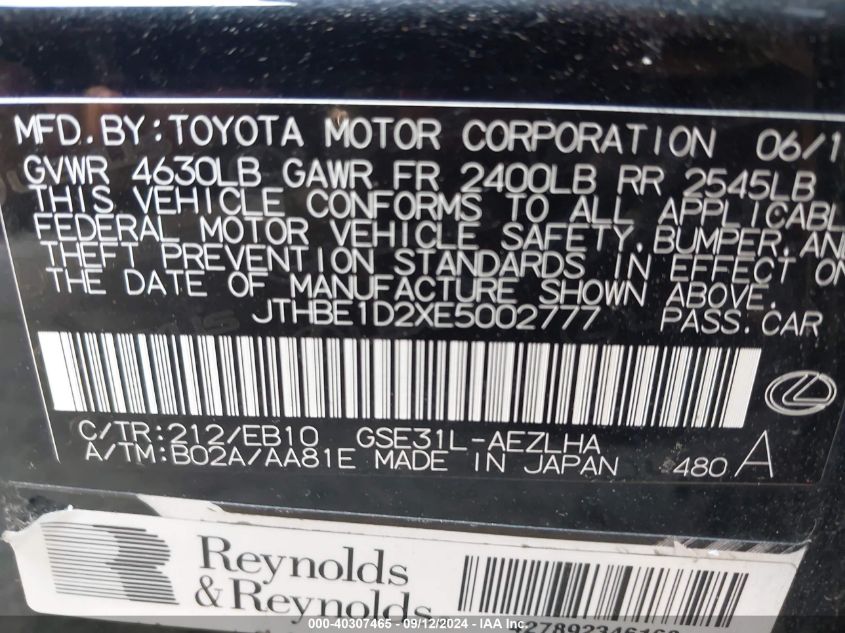 MFD.BY:TOYOTA MOTOR CORPORATION 06/1
GVWR 4630LB GAWR FR 2400LB RR 2545LB
THIS VEHICLE CONFORMS TO ALL APPLICABL
FEDERAL MOTOR VEHICLE SAFETY,BUMPER,AND
THEFT PREVENTION STANDARDS IN EFFECT ON
THE DATE OF MANUFACTURE SHOWN ABOVE.
JTHBE1D2XE5002777 PASS.CAR
C/TR:212/EB10 GSE31L-AEZLHA
A/TM:B02A/AA81E MADE IN JAPAN 480 A
Reynolds
&Reynolds
000-40307465 - 09/12/2024 -